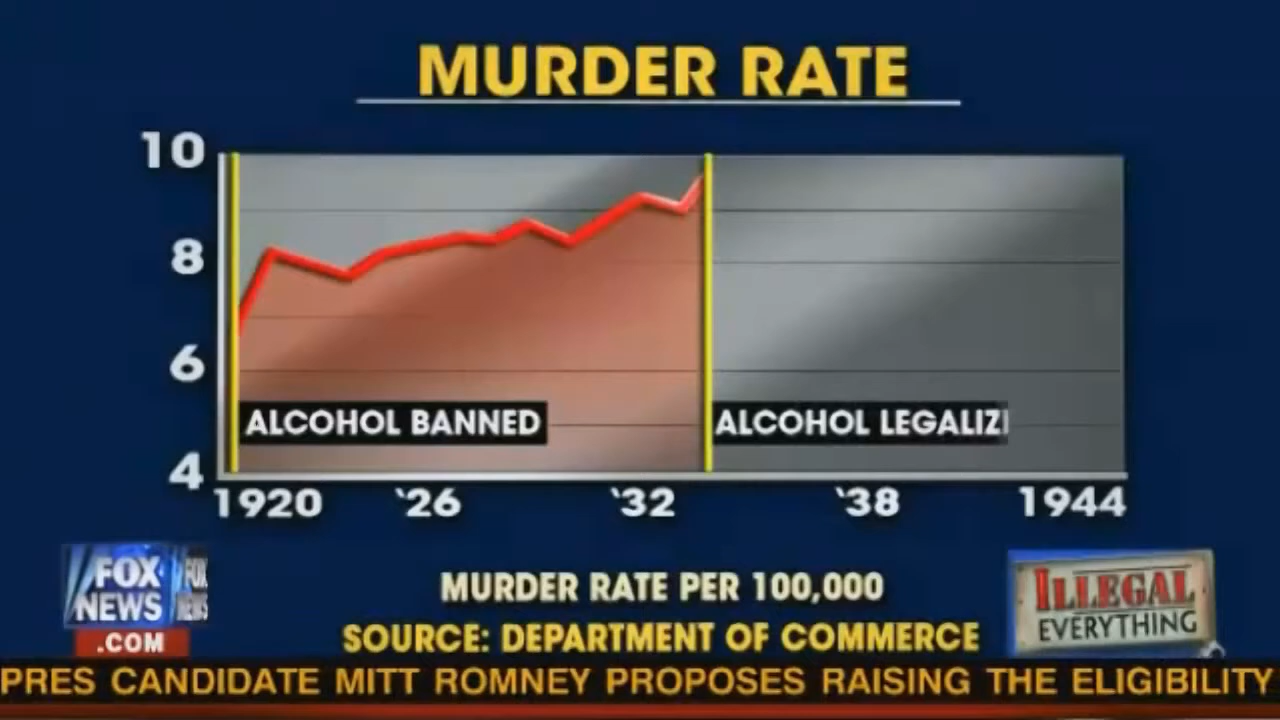 MURDER RATE
10
8
6
4
ALCOHOL BANNED
ALCOHOL LEGALIZI
1920 '26 '32 '38 1944
FOX NEWS
.COM
MURDER RATE PER 100,000
SOURCE: DEPARTMENT OF COMMERCE
ILLEGAL
EVERYTHING
PRES CANDIDATE MITT ROMNEY PROPOSES RAISING THE ELIGIBILITY